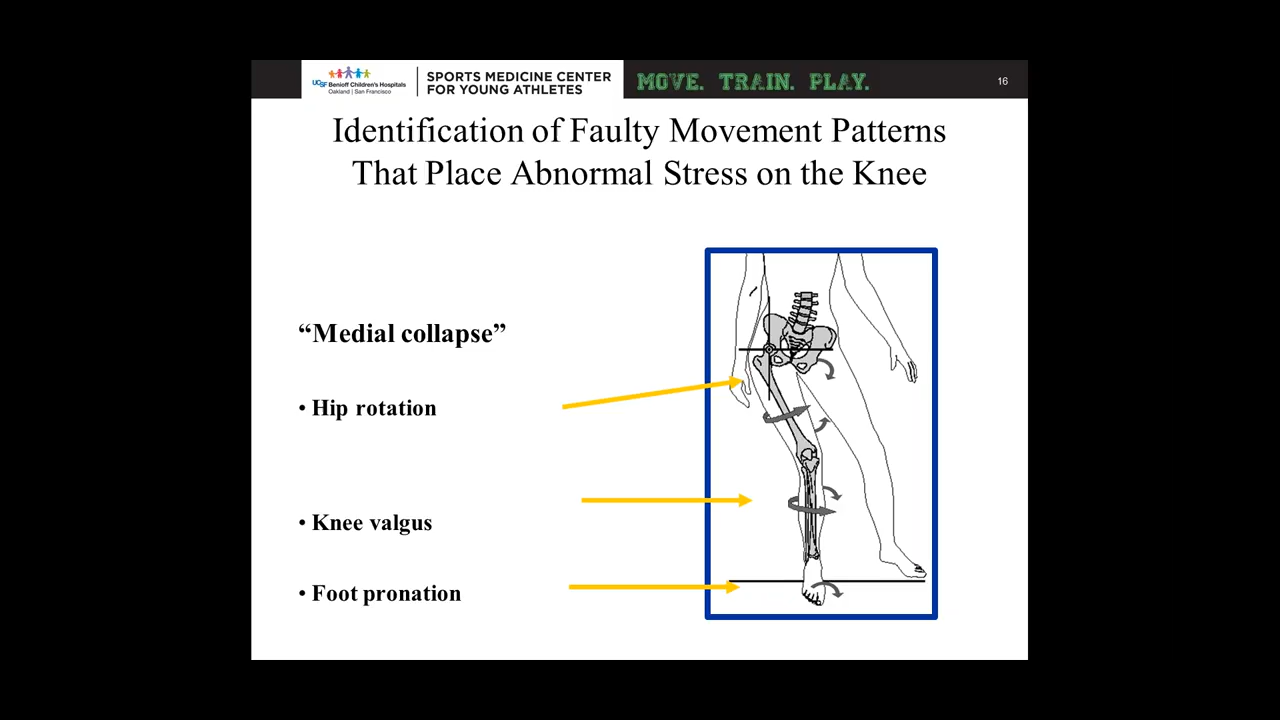 UCSF Benioff Children's Hospitals
Oakland | San Francisco
SPORTS MEDICINE CENTER
FOR YOUNG ATHLETES
MOVE. TRAIN. PLAY.
16
Identification of Faulty Movement Patterns
That Place Abnormal Stress on the Knee
“Medial collapse”
• Hip rotation
• Knee valgus
• Foot pronation